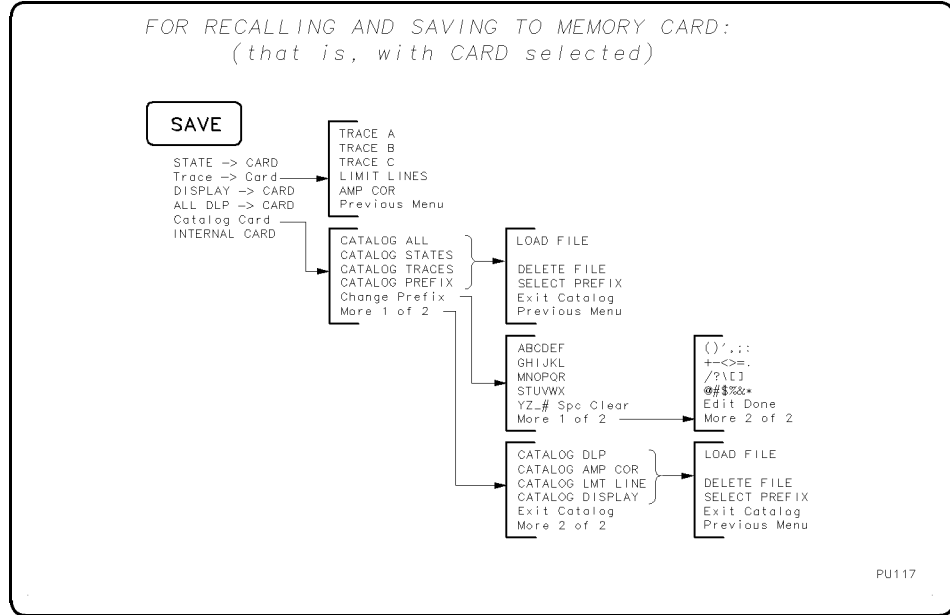 FOR RECALLING AND SAVING TO MEMORY CARD:
(that is, with CARD selected)
SAVE
STATE -> CARD
Trace -> Card
DISPLAY -> CARD
ALL DLP -> CARD
Catalog Card
INTERNAL CARD
TRACE A
TRACE B
TRACE C
LIMIT LINES
AMP COR
Previous Menu
CATALOG ALL
CATALOG STATES
CATALOG TRACES
CATALOG PREFIX
Change Prefix
More 1 of 2
LOAD FILE
DELETE FILE
SELECT PREFIX
Exit Catalog
Previous Menu
ABCDEF
GHIJKL
MNOPQR
STUVWX
YZ_# Spc Clear
More 1 of 2
()',;:
+-<>=.
/?\[]
@#$%&*
Edit Done
More 2 of 2
CATALOG DLP
CATALOG AMP COR
CATALOG LMT LINE
CATALOG DISPLAY
Exit Catalog
More 2 of 2
LOAD FILE
DELETE FILE
SELECT PREFIX
Exit Catalog
Previous Menu
PU117